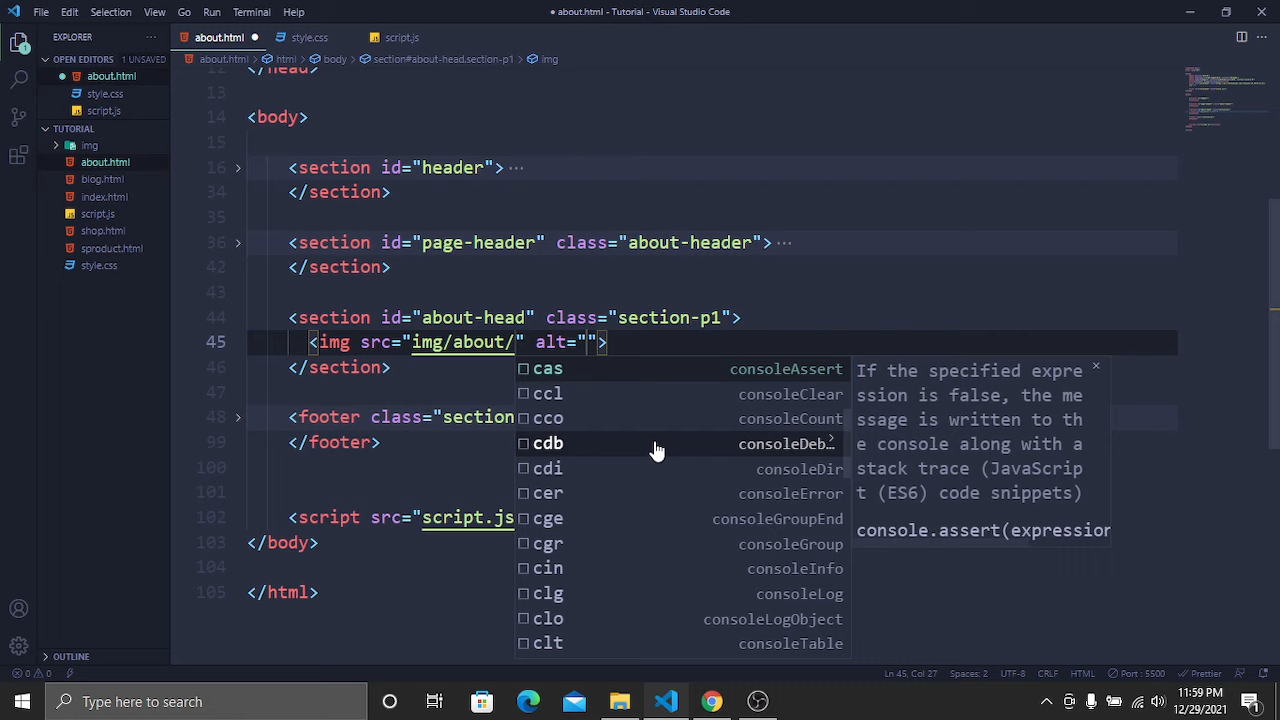 File Edit Selection View Go Run Terminal Help
● about.html - Tutorial - Visual Studio Code
EXPLORER ···
about.html ●
style.css
script.js
about.html > html > body > section#about-head.section-p1 > img
OPEN EDITORS 1 UNSAVED
about.html
style.css
script.js
TUTORIAL
img
about.html
blog.html
index.html
script.js
shop.html
sproduct.html
style.css
OUTLINE
12 </head>
13
14 <body>
15
16 <section id="header">···
34 </section>
35
36 <section id="page-header" class="about-header">···
42 </section>
43
44 <section id="about-head" class="section-p1">
45 <img src="img/about/" alt="">
46 </section>
47
48 <footer class="section
99 </footer>
100
101
102 <script src="script.js
103 </body>
104
105 </html>
cas consoleAssert
ccl consoleClear
cco consoleCount
cdb consoleDeb…
cdi consoleDir
cer consoleError
cge consoleGroupEnd
cgr consoleGroup
cin consoleInfo
clg consoleLog
clo consoleLogObject
clt consoleTable
If the specified expre
ssion is false, the me
ssage is written to th
e console along with a
stack trace (JavaScrip
t (ES6) code snippets)
console.assert(expression
0 0
Ln 45, Col 27 Spaces: 2 UTF-8 CRLF HTML Port : 5500 Prettier
Type here to search
1:59 PM
12/29/2021
1